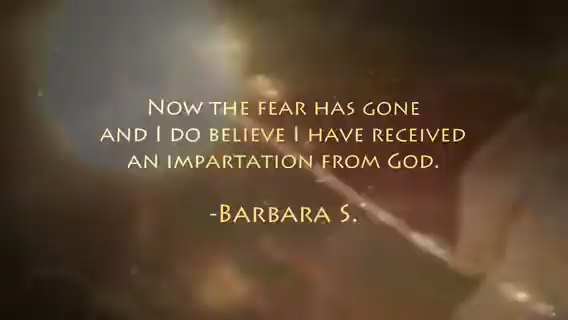 Now the fear has gone
and I do believe I have received
an impartation from God.
-Barbara S.